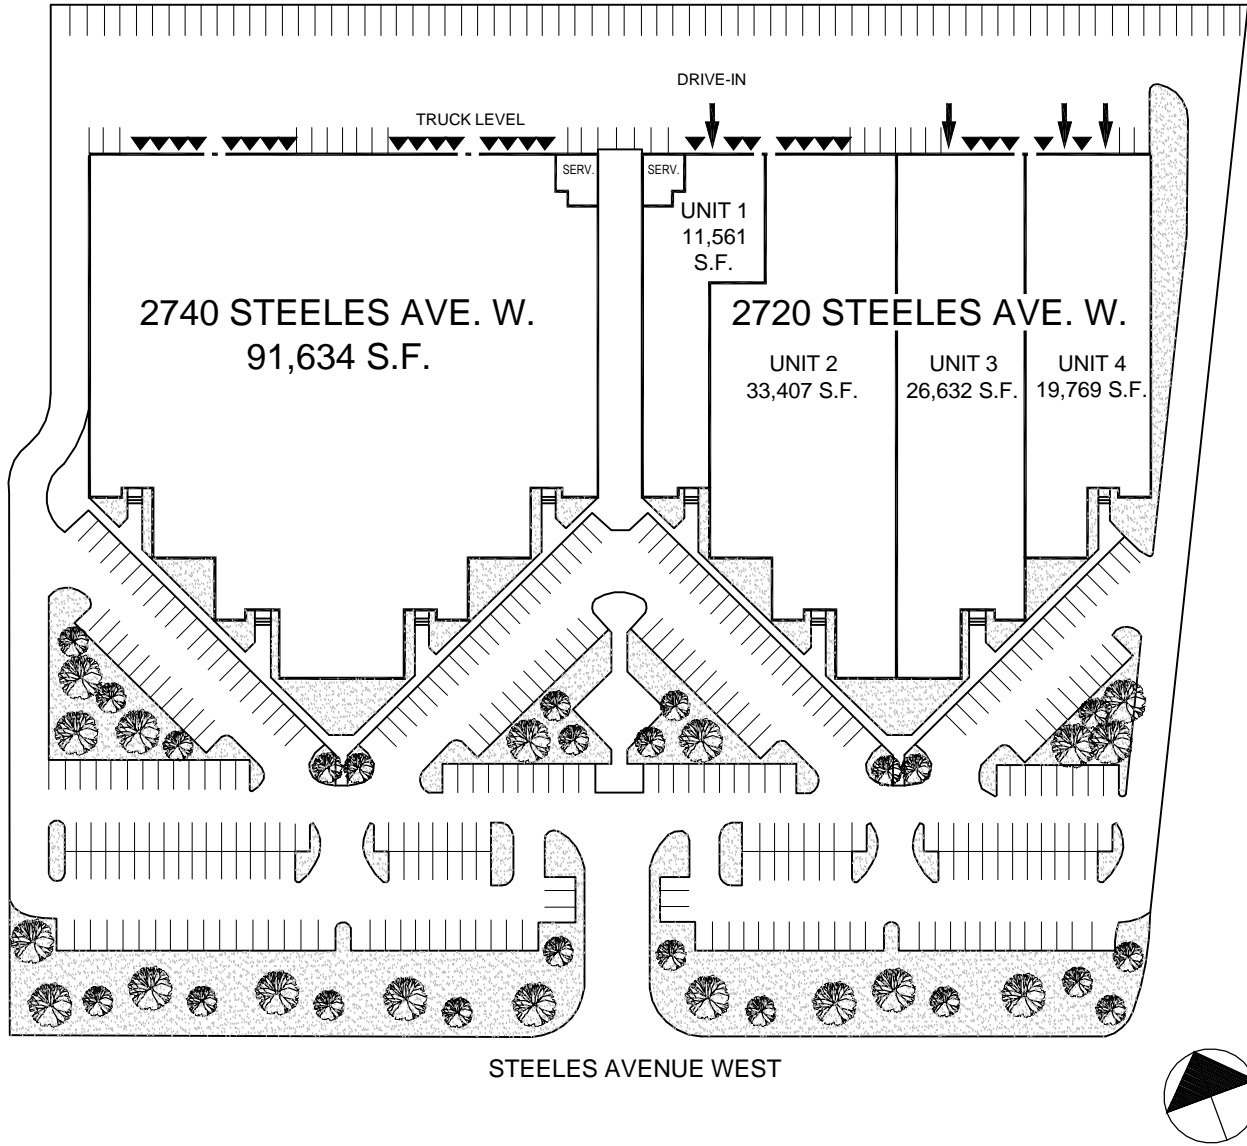 DRIVE-IN
TRUCK LEVEL
SERV.
SERV.
UNIT 1
11,561
S.F.
2740 STEELES AVE. W.
91,634 S.F.
2720 STEELES AVE. W.
UNIT 2
33,407 S.F.
UNIT 3
26,632 S.F.
UNIT 4
19,769 S.F.
STEELES AVENUE WEST